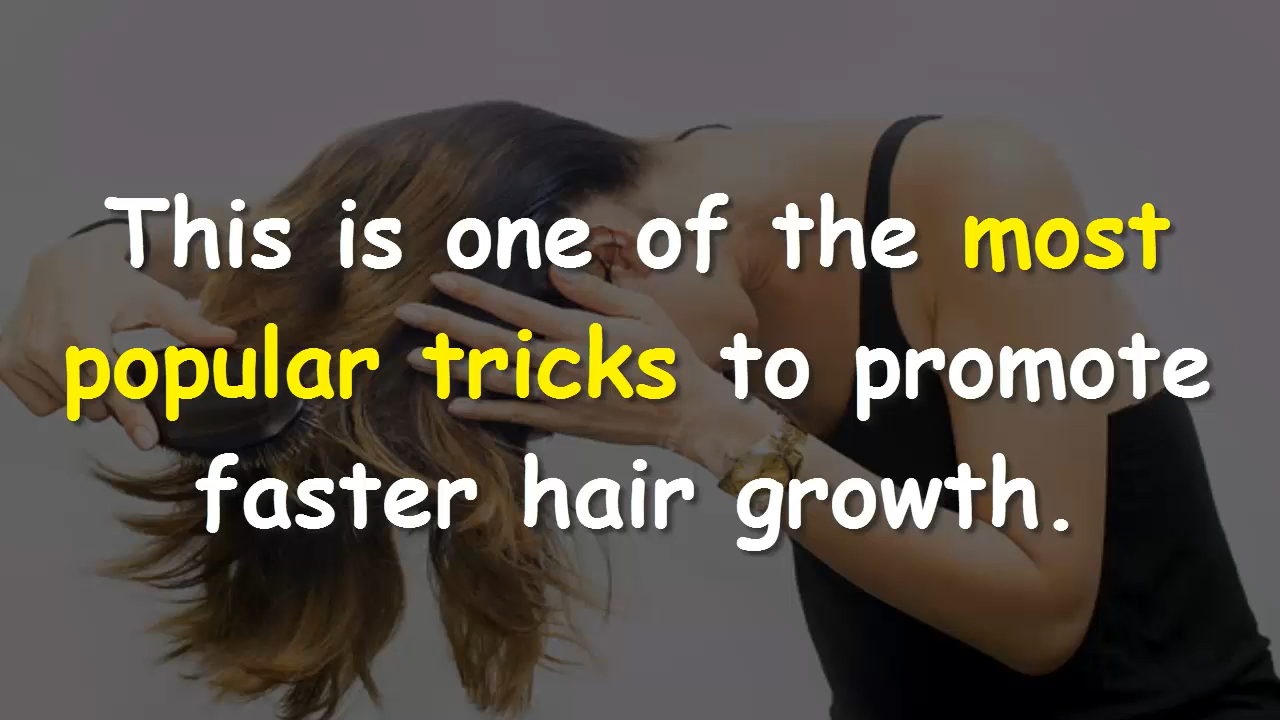 This is one of the most
popular tricks to promote
faster hair growth.